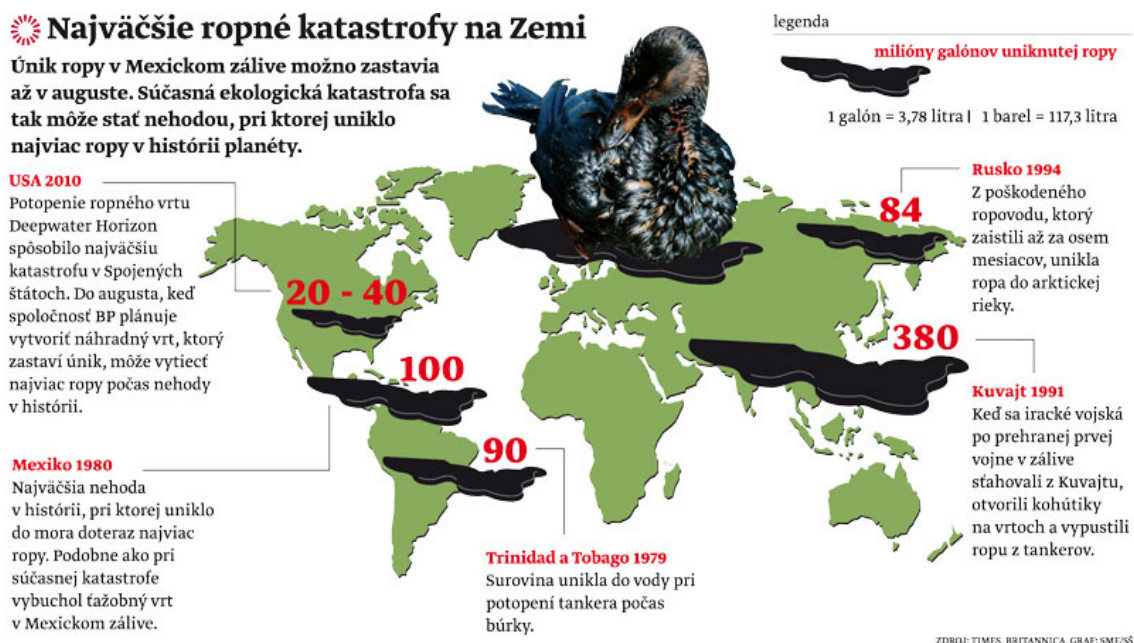 Najväčšie ropné katastrofy na Zemi
Únik ropy v Mexickom zálive možno zastavia
až v auguste. Súčasná ekologická katastrofa sa
tak môže stať nehodou, pri ktorej uniklo
najviac ropy v histórii planéty.
legenda
milióny galónov uniknutej ropy
1 galón = 3,78 litra | 1 barel = 117,3 litra
USA 2010
Potopenie ropného vrtu
Deepwater Horizon
spôsobilo najväčšiu
katastrofu v Spojených
štátoch. Do augusta, keď
spoločnosť BP plánuje
vytvoriť náhradný vrt, ktorý
zastaví únik, môže vytiecť
najviac ropy počas nehody
v histórii.
20 - 40
Mexiko 1980
Najväčšia nehoda
v histórii, pri ktorej uniklo
do mora doteraz najviac
ropy. Podobne ako pri
súčasnej katastrofe
vybuchol ťažobný vrt
v Mexickom zálive.
100
90
Trinidad a Tobago 1979
Surovina unikla do vody pri
potopení tankera počas
búrky.
84
Rusko 1994
Z poškodeného
ropovodu, ktorý
zaistili až za osem
mesiacov, unikla
ropa do arktickej
rieky.
380
Kuvajt 1991
Keď sa iracké vojská
po prehranej prvej
vojne v zálive
sťahovali z Kuvajtu,
otvorili kohútiky
na vrtoch a vypustili
ropu z tankerov.
ZDROJ: TIMES, BRITANNICA, GRAF: SME/SŠ